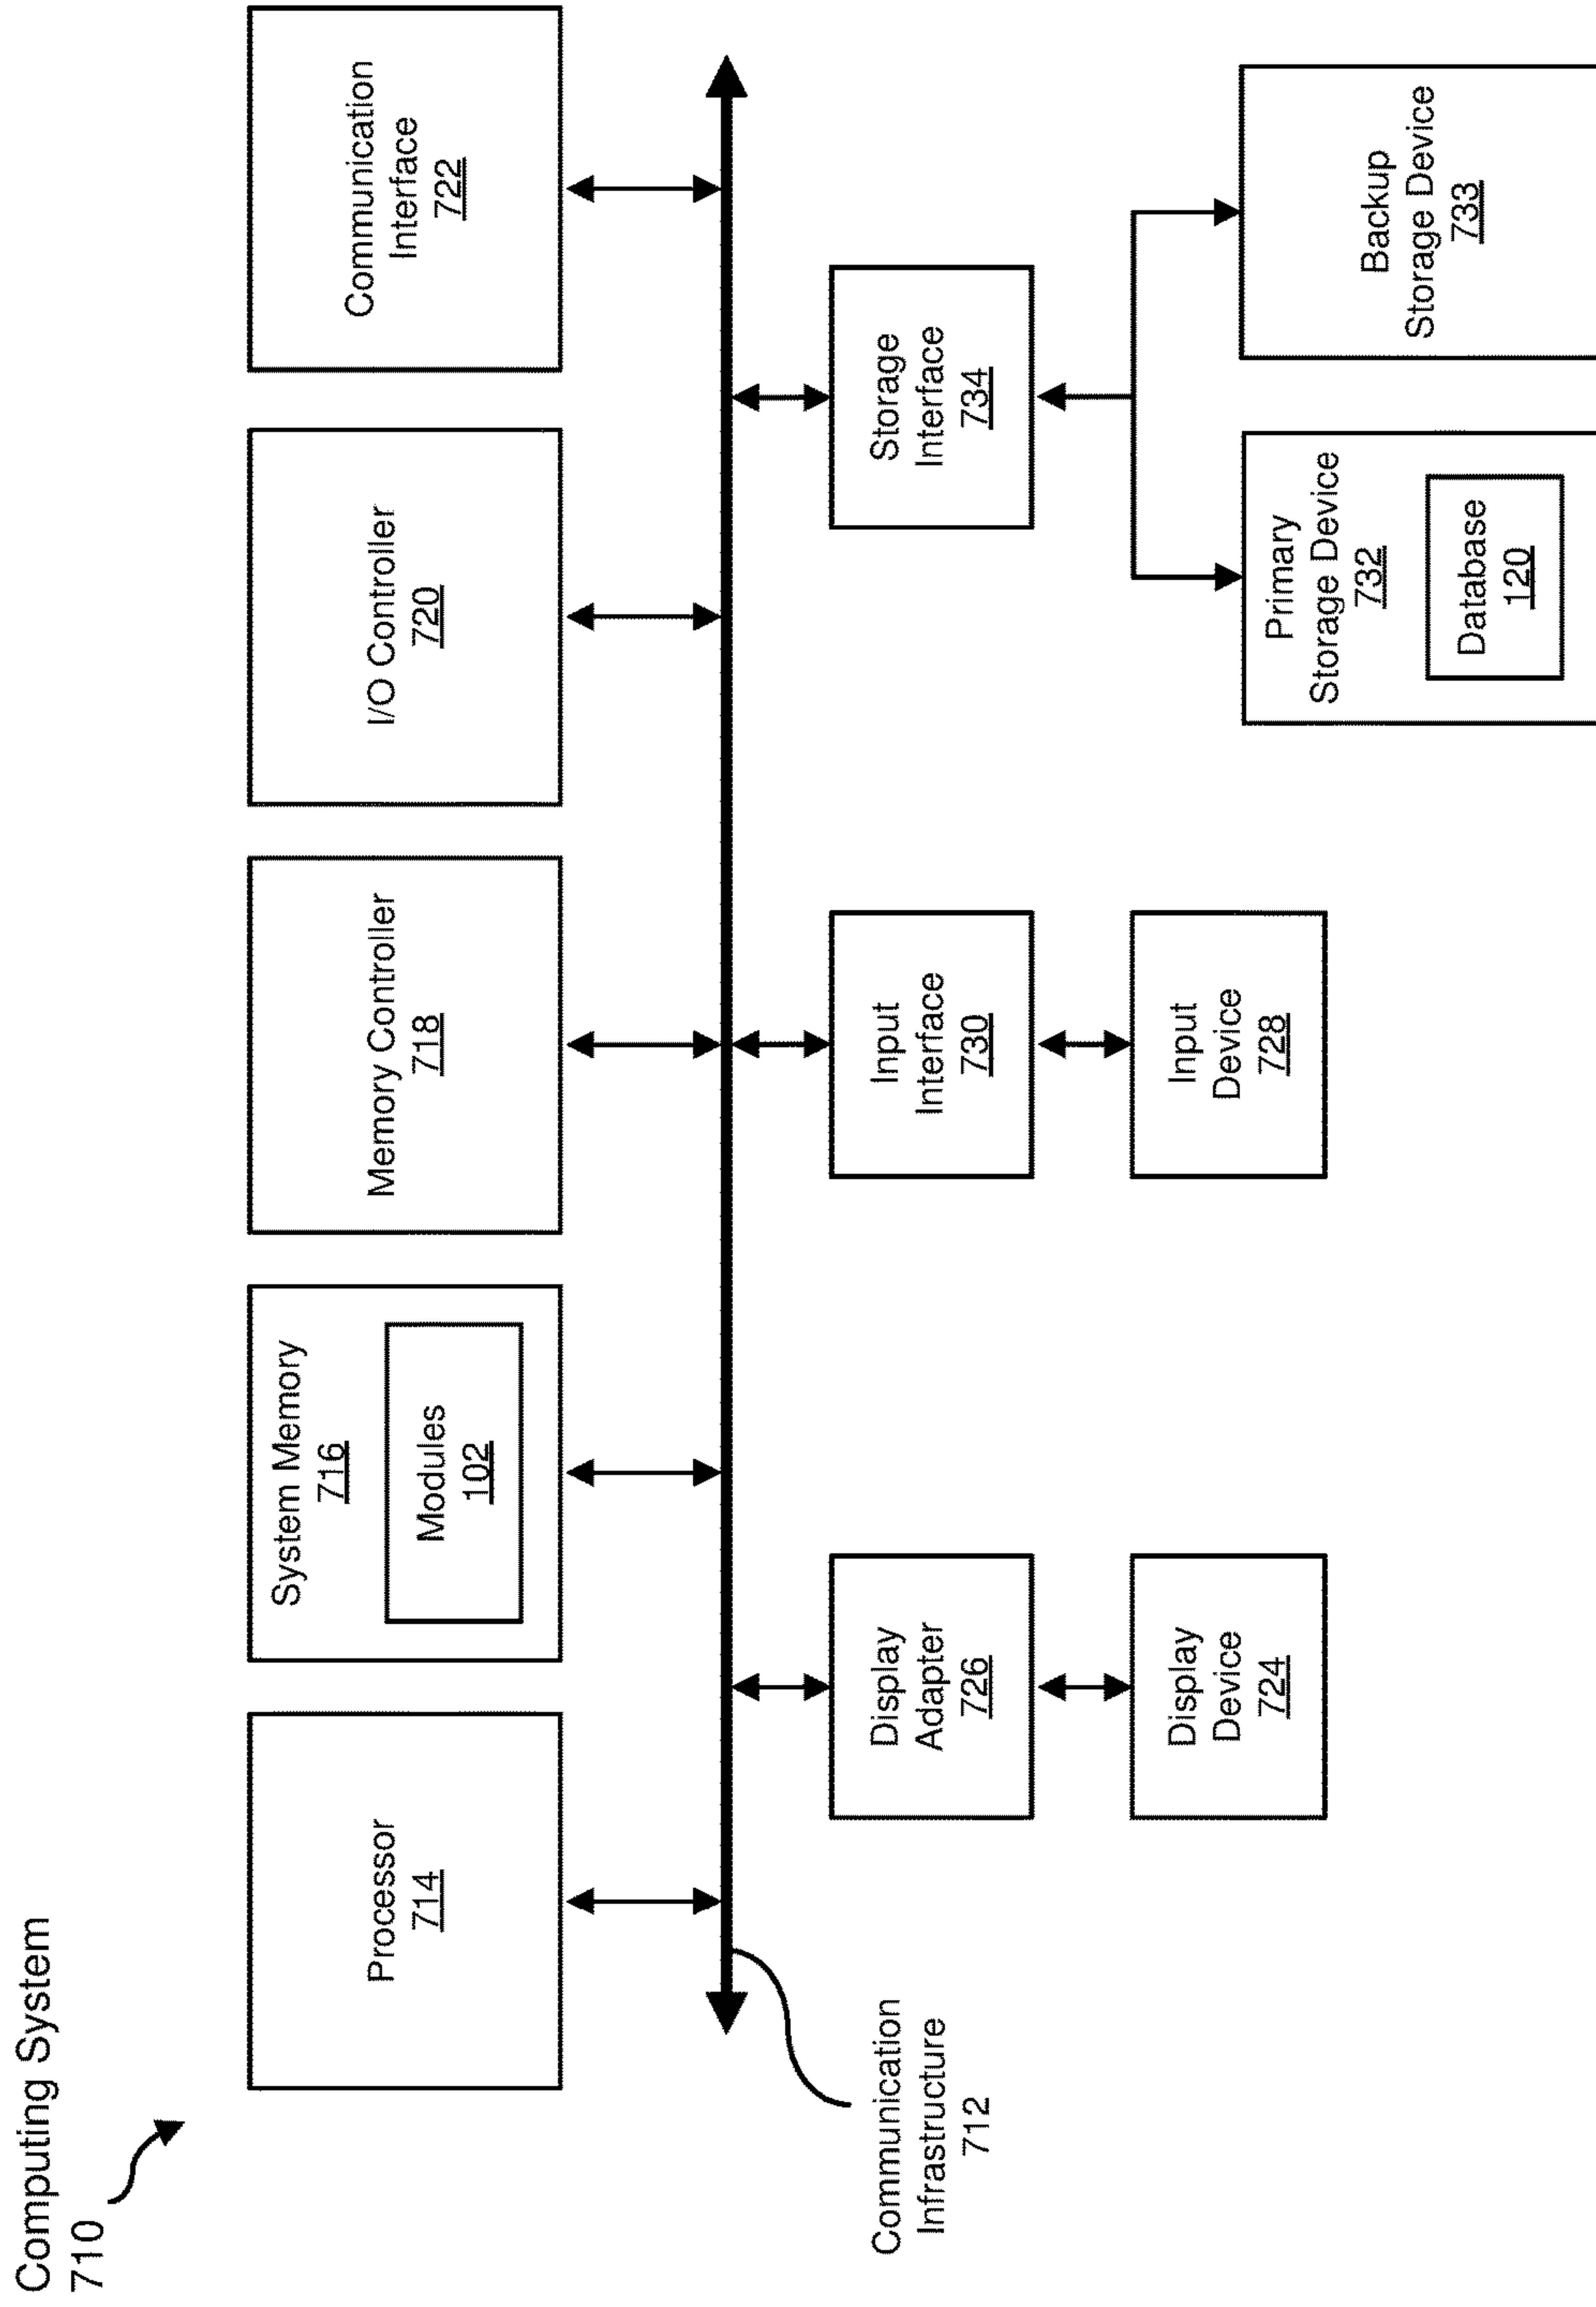 Computing System
710
Processor
714
System Memory
716
Modules
102
Memory Controller
718
I/O Controller
720
Communication
Interface
722
Communication
Infrastructure
712
Display
Adapter
726
Input
Interface
730
Storage
Interface
734
Display
Device
724
Input
Device
728
Primary
Storage Device
732
Database
120
Backup
Storage Device
733